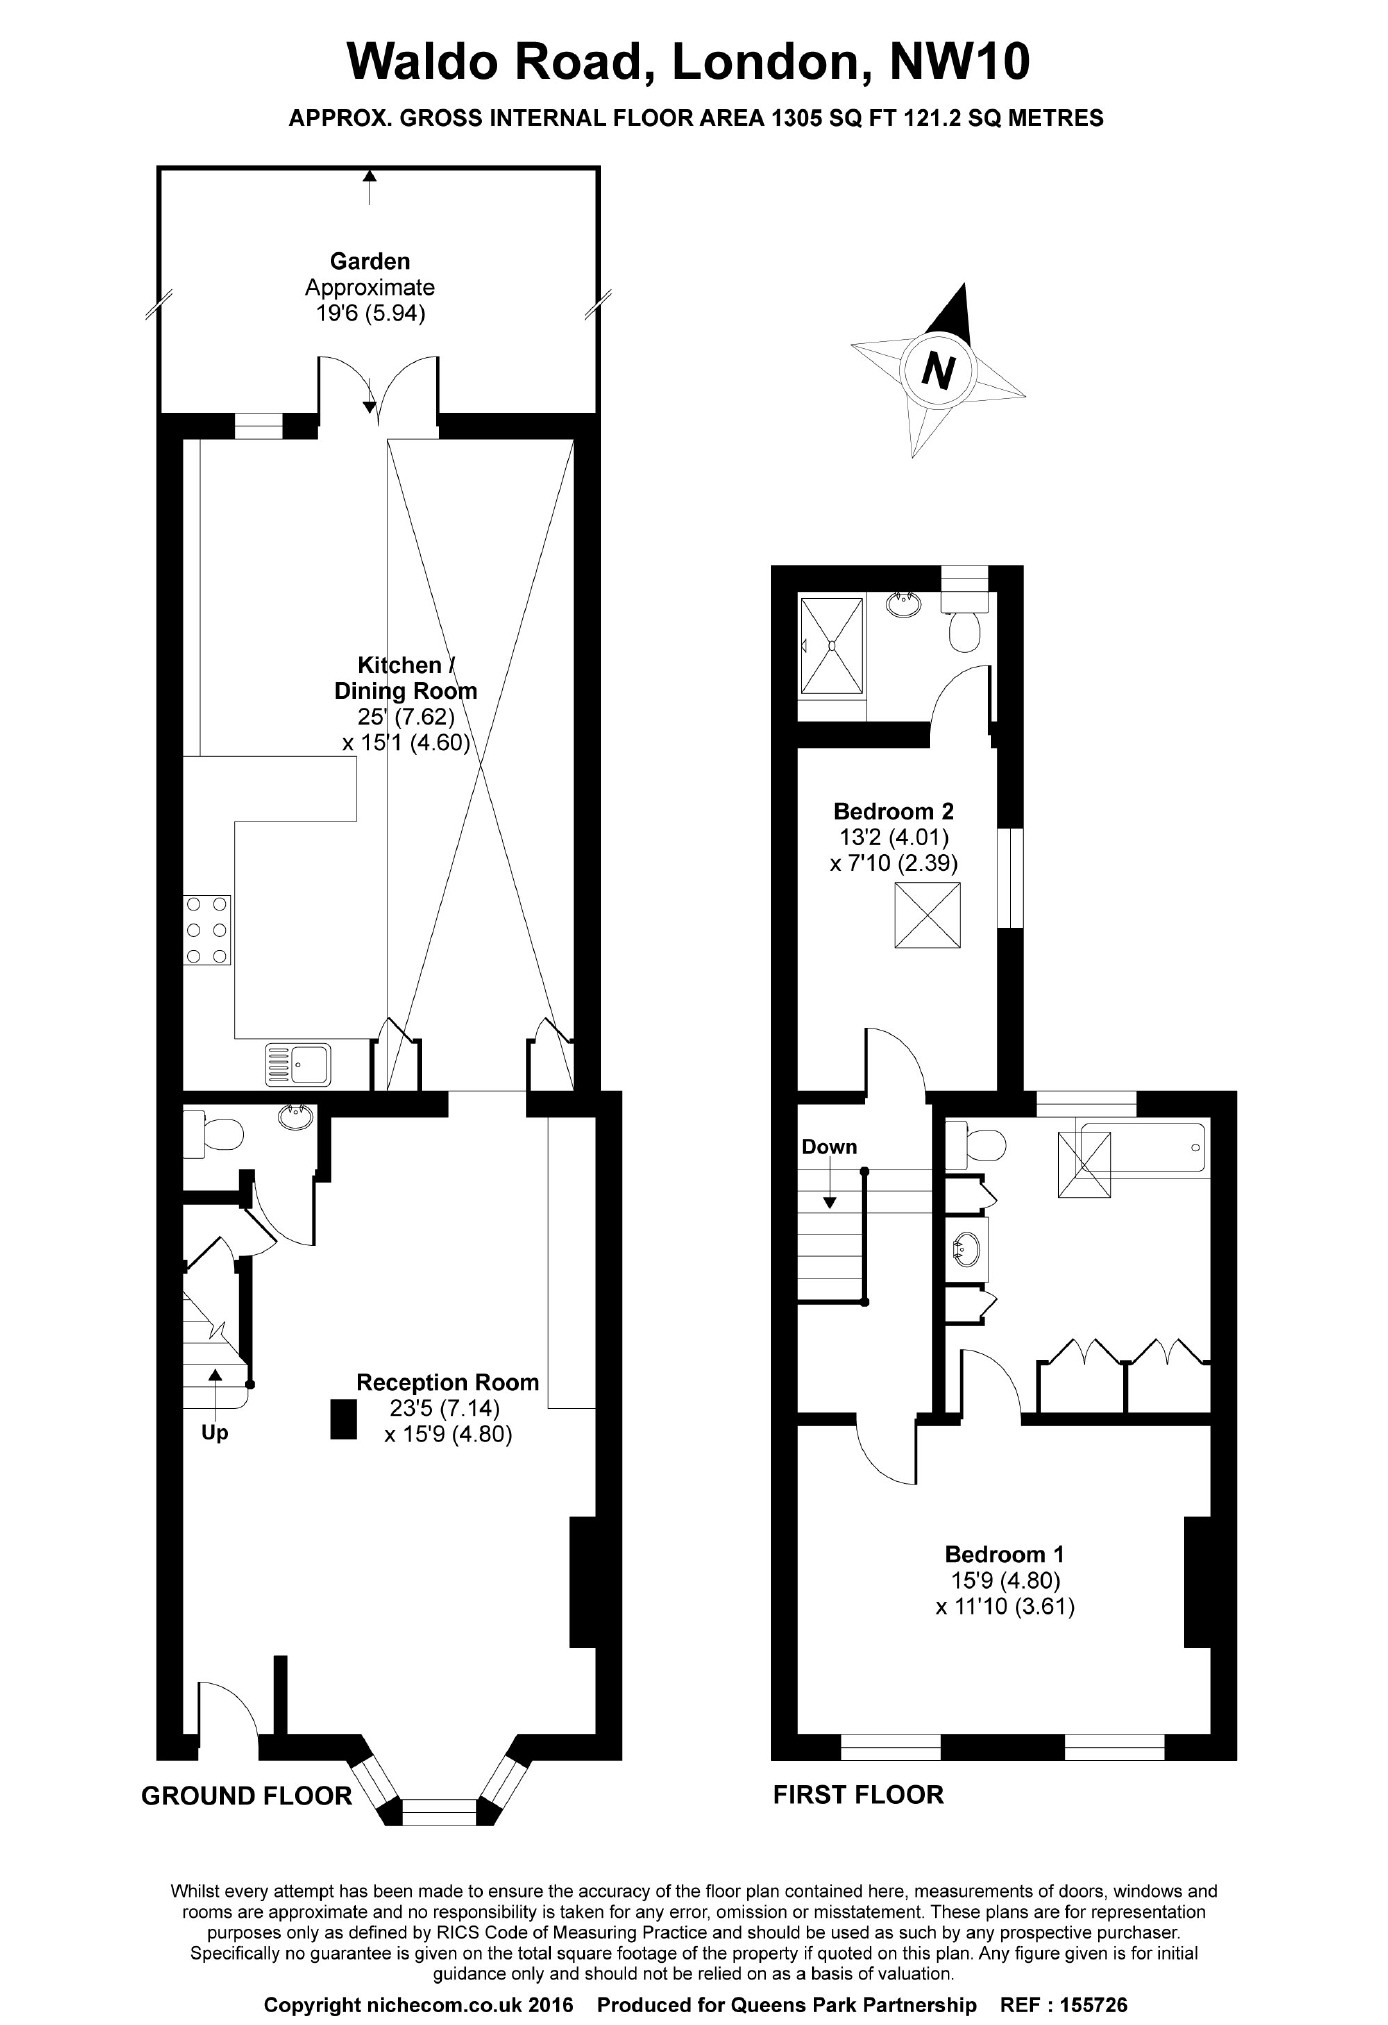 Waldo Road, London, NW10
APPROX. GROSS INTERNAL FLOOR AREA 1305 SQ FT 121.2 SQ METRES
Garden
Approximate
19'6 (5.94)
N
Kitchen /
Dining Room
25' (7.62)
x 15'1 (4.60)
Bedroom 2
13'2 (4.01)
x 7'10 (2.39)
Down
Reception Room
23'5 (7.14)
x 15'9 (4.80)
Up
Bedroom 1
15'9 (4.80)
x 11'10 (3.61)
GROUND FLOOR
FIRST FLOOR
Whilst every attempt has been made to ensure the accuracy of the floor plan contained here, measurements of doors, windows and
rooms are approximate and no responsibility is taken for any error, omission or misstatement. These plans are for representation
purposes only as defined by RICS Code of Measuring Practice and should be used as such by any prospective purchaser.
Specifically no guarantee is given on the total square footage of the property if quoted on this plan. Any figure given is for initial
guidance only and should not be relied on as a basis of valuation.
Copyright nichecom.co.uk 2016 Produced for Queens Park Partnership REF : 155726